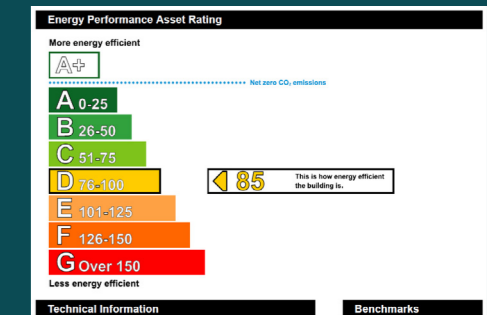 Energy Performance Asset Rating
More energy efficient
A+
Net zero CO₂ emissions
A 0-25
B 26-50
C 51-75
D 76-100
85
This is how energy efficient
the building is.
E 101-125
F 126-150
G Over 150
Less energy efficient
Technical Information
Benchmarks